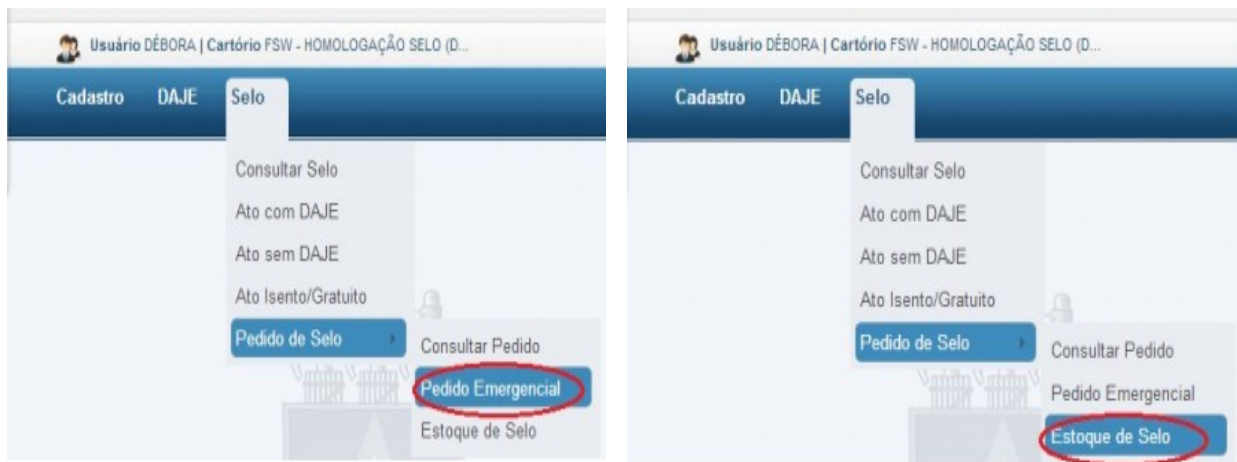 Usuário DÉBORA | Cartório FSW - HOMOLOGAÇÃO SELO (D...
Cadastro DAJE Selo
Consultar Selo
Ato com DAJE
Ato sem DAJE
Ato Isento/Gratuito
Pedido de Selo
Consultar Pedido
Pedido Emergencial
Estoque de Selo
Usuário DÉBORA | Cartório FSW - HOMOLOGAÇÃO SELO (D...
Cadastro DAJE Selo
Consultar Selo
Ato com DAJE
Ato sem DAJE
Ato Isento/Gratuito
Pedido de Selo
Consultar Pedido
Pedido Emergencial
Estoque de Selo